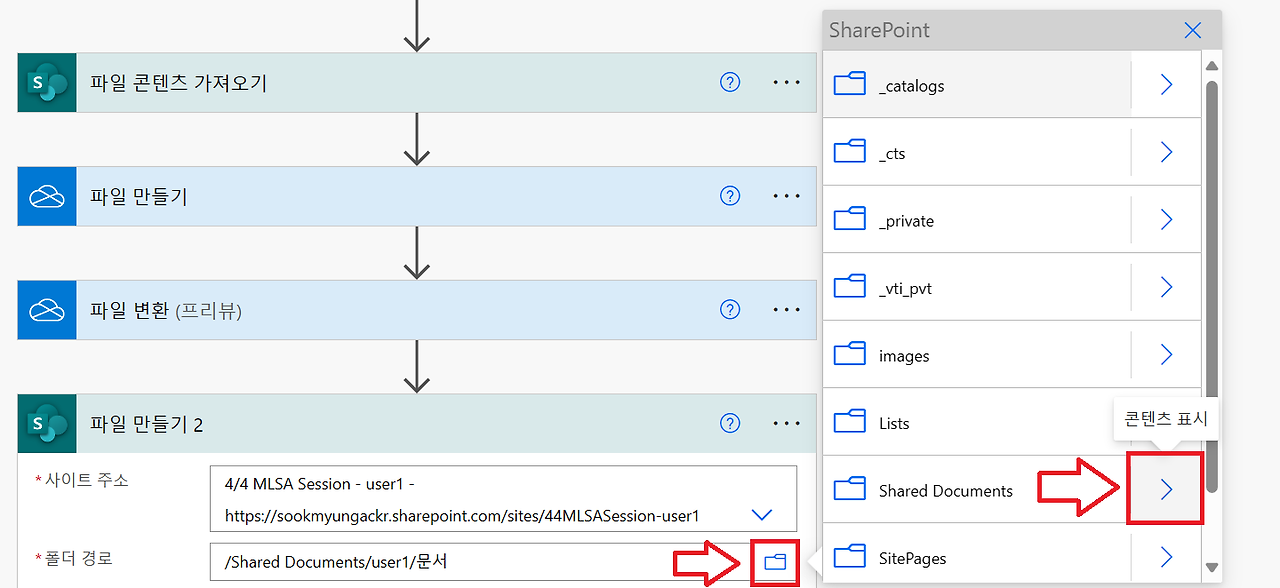 파일 콘텐츠 가져오기
파일 만들기
파일 변환 (프리뷰)
파일 만들기 2
*사이트 주소
4/4 MLSA Session - user1 -
https://sookmyungackr.sharepoint.com/sites/44MLSASession-user1
*폴더 경로
/Shared Documents/user1/문서
SharePoint
_catalogs
_cts
_private
_vti_pvt
images
Lists
콘텐츠 표시
Shared Documents
SitePages